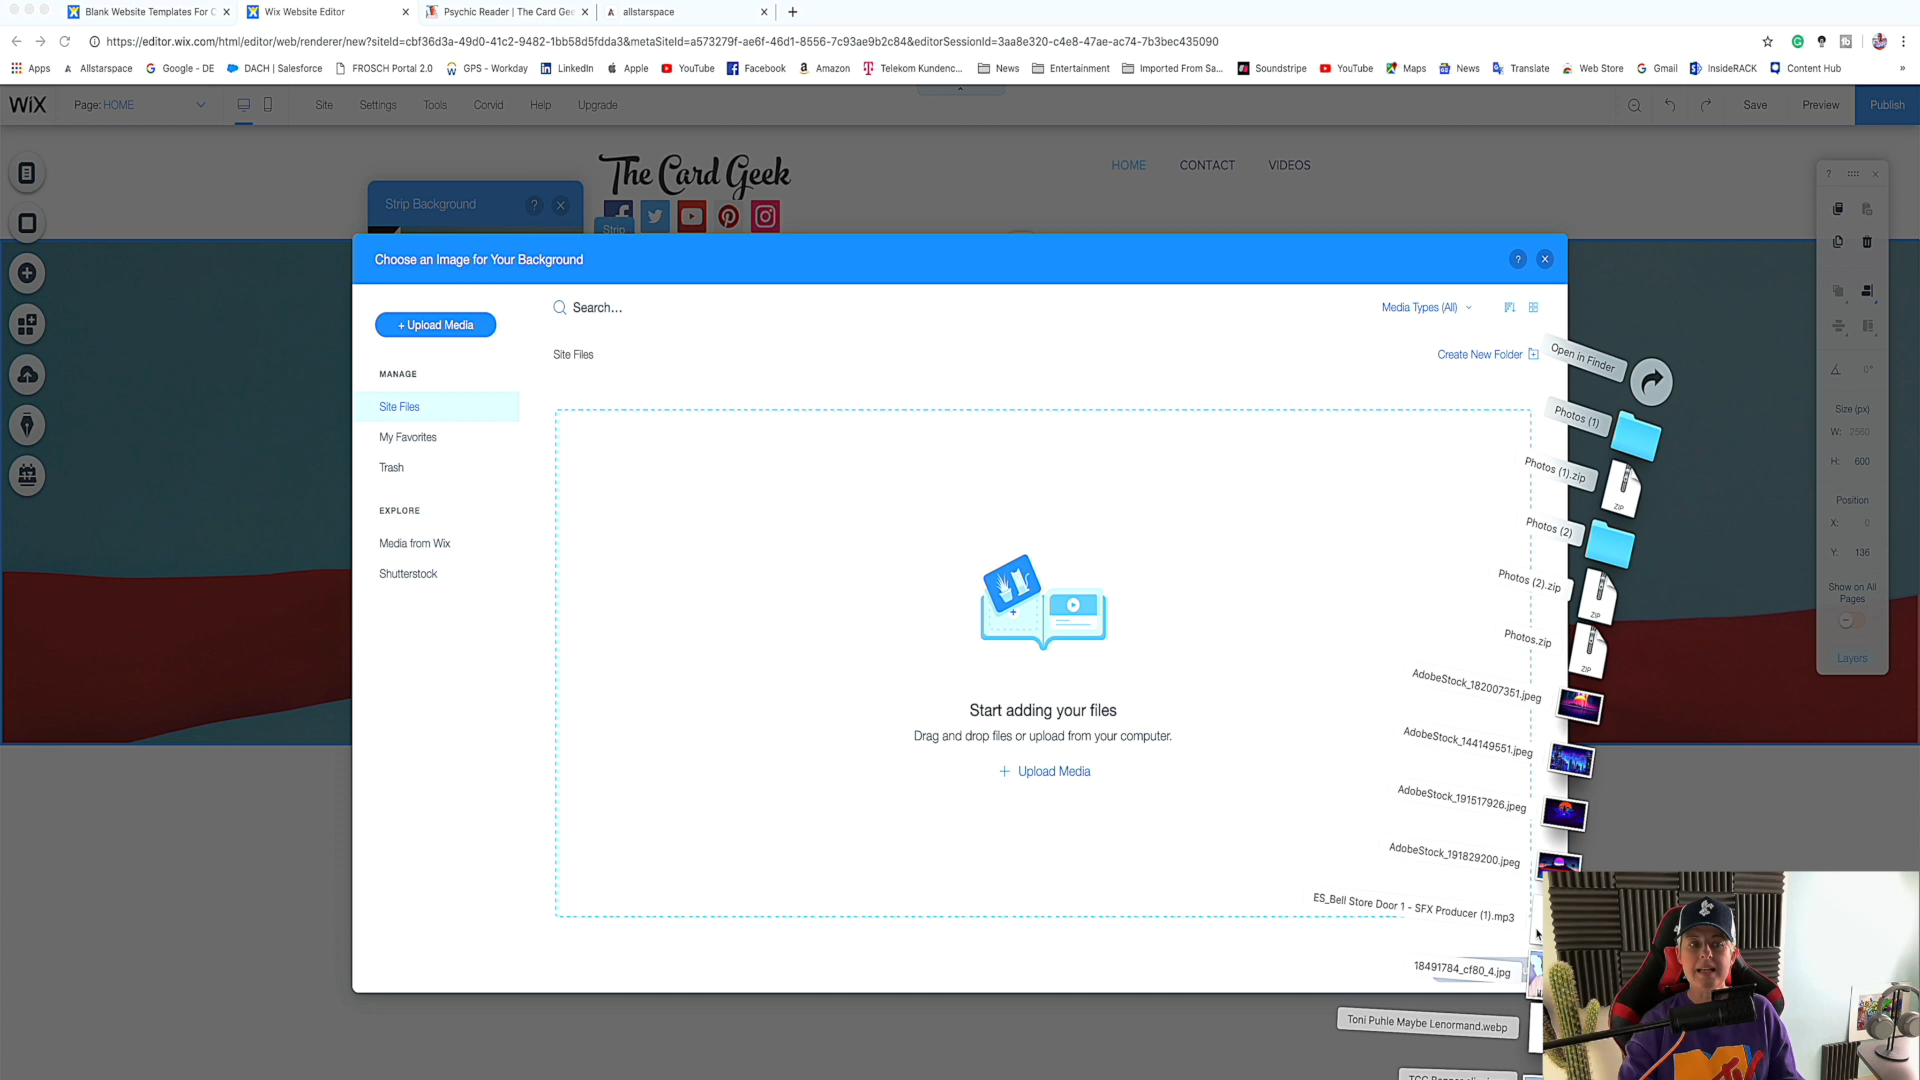 Blank Website Templates For C
Wix Website Editor
Psychic Reader | The Card Gee
allstarspace
https://editor.wix.com/html/editor/web/renderer/new?siteId=cbf36d3a-49d0-41c2-9482-1bb58d5fdda3&metaSiteId=a573279f-ae6f-46d1-8556-7c93ae9b2c84&editorSessionId=3aa8e320-c4e8-47ae-ac74-7b3bec435090
Apps Allstarspace Google - DE DACH | Salesforce FROSCH Portal 2.0 GPS - Workday LinkedIn Apple YouTube Facebook Amazon Telekom Kundenc... News Entertainment Imported From Sa... Soundstripe YouTube Maps News Translate Web Store Gmail InsideRACK Content Hub »
WiX Page: HOME Site Settings Tools Corvid Help Upgrade Save Preview Publish
The Card Geek
HOME CONTACT VIDEOS
Strip Background ?
Strip
Choose an Image for Your Background ?
+ Upload Media
Search...
Media Types (All)
Site Files
Create New Folder
MANAGE
Site Files
My Favorites
Trash
EXPLORE
Media from Wix
Shutterstock
Start adding your files
Drag and drop files or upload from your computer.
+ Upload Media
Open in Finder
Photos (1)
Photos (1).zip
ZIP
Photos (2)
Photos (2).zip
ZIP
Photos.zip
ZIP
AdobeStock_182007351.jpeg
AdobeStock_144149551.jpeg
AdobeStock_191517926.jpeg
AdobeStock_191829200.jpeg
ES_Bell Store Door 1 - SFX Producer (1).mp3
18491784_cf80_4.jpg
Toni Puhle Maybe Lenormand.webp
?
0°
Size (px)
W: 2560
H: 600
Position
X: 0
Y: 136
Show on All
Pages
Layers